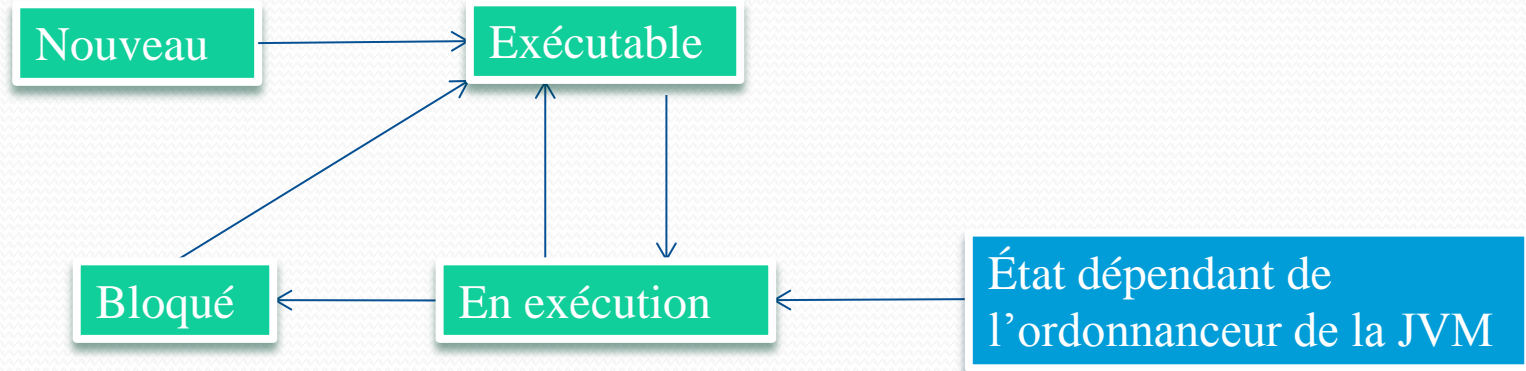 Nouveau
Exécutable
Bloqué
En exécution
État dépendant de
l’ordonnanceur de la JVM